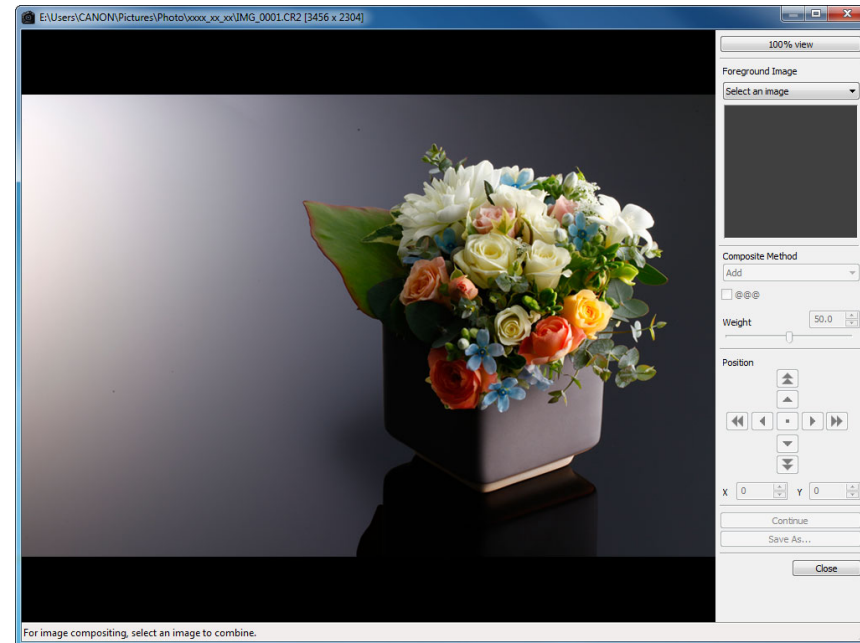 E:\Users\CANON\Pictures\Photo\xxxx_xx_xx\IMG_0001.CR2 [3456 x 2304]
100% view
Foreground Image
Select an image
Composite Method
Add
@@@
Weight 50.0
Position
X 0 Y 0
Continue
Save As...
Close
For image compositing, select an image to combine.